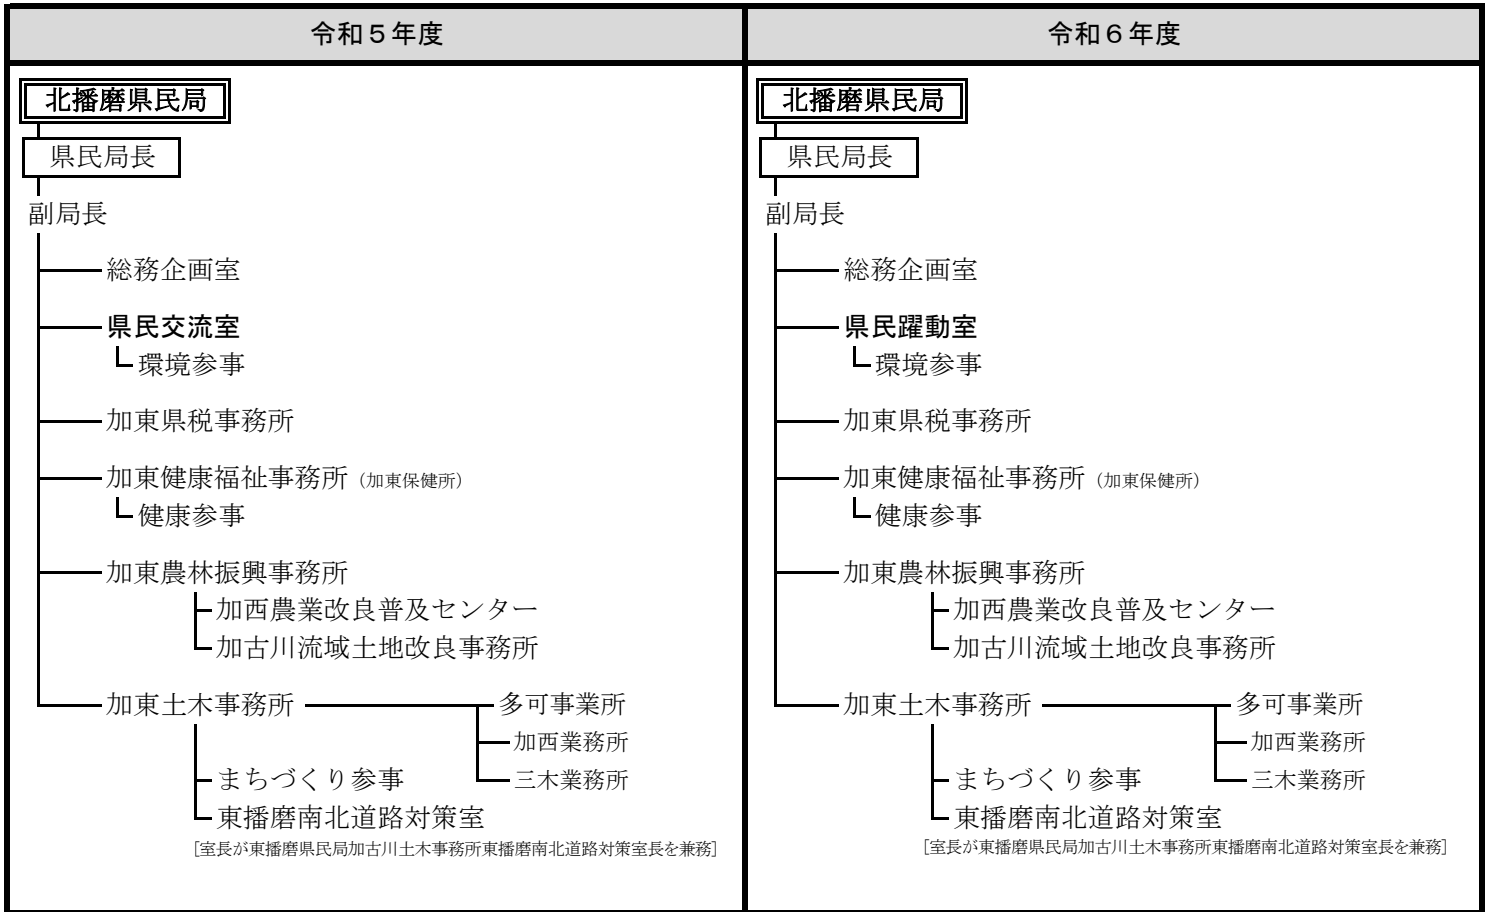 令和５年度
北播磨県民局
県民局長
副局長
総務企画室
県民交流室
環境参事
加東県税事務所
加東健康福祉事務所（加東保健所）
健康参事
加東農林振興事務所
加西農業改良普及センター
加古川流域土地改良事務所
加東土木事務所 多可事業所
加西業務所
まちづくり参事 三木業務所
東播磨南北道路対策室
[室長が東播磨県民局加古川土木事務所東播磨南北道路対策室長を兼務]
令和６年度
北播磨県民局
県民局長
副局長
総務企画室
県民躍動室
環境参事
加東県税事務所
加東健康福祉事務所（加東保健所）
健康参事
加東農林振興事務所
加西農業改良普及センター
加古川流域土地改良事務所
加東土木事務所 多可事業所
加西業務所
まちづくり参事 三木業務所
東播磨南北道路対策室
[室長が東播磨県民局加古川土木事務所東播磨南北道路対策室長を兼務]